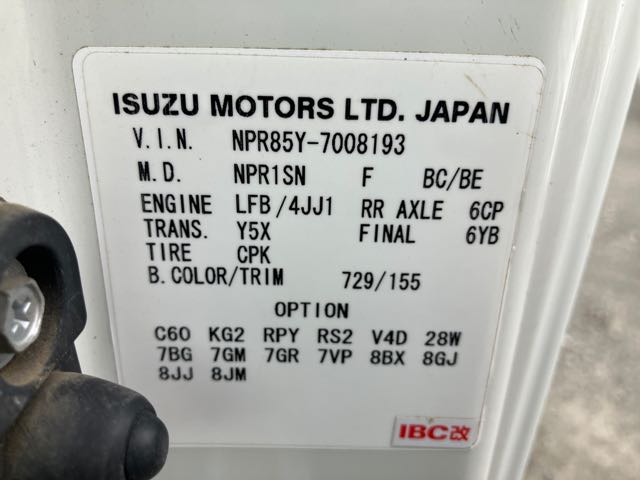 ISUZU MOTORS LTD. JAPAN
V.I.N. NPR85Y-7008193
M.D. NPR1SN F BC/BE
ENGINE LFB/4JJ1 RR AXLE 6CP
TRANS. Y5X FINAL 6YB
TIRE CPK
B.COLOR/TRIM 729/155
OPTION
C60 KG2 RPY RS2 V4D 28W
7BG 7GM 7GR 7VP 8BX 8GJ
8JJ 8JM
IBC改